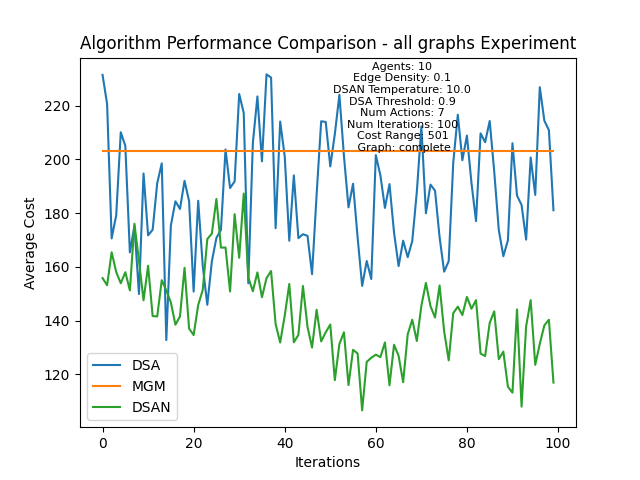 Algorithm Performance Comparison - all graphs Experiment
Agents: 10
Edge Density: 0.1
DSAN Temperature: 10.0
DSA Threshold: 0.9
Num Actions: 7
Num Iterations: 100
Cost Range: 501
Graph: complete
220
200
180
160
140
120
Average Cost
DSA
MGM
DSAN
0
20
40
60
80
100
Iterations